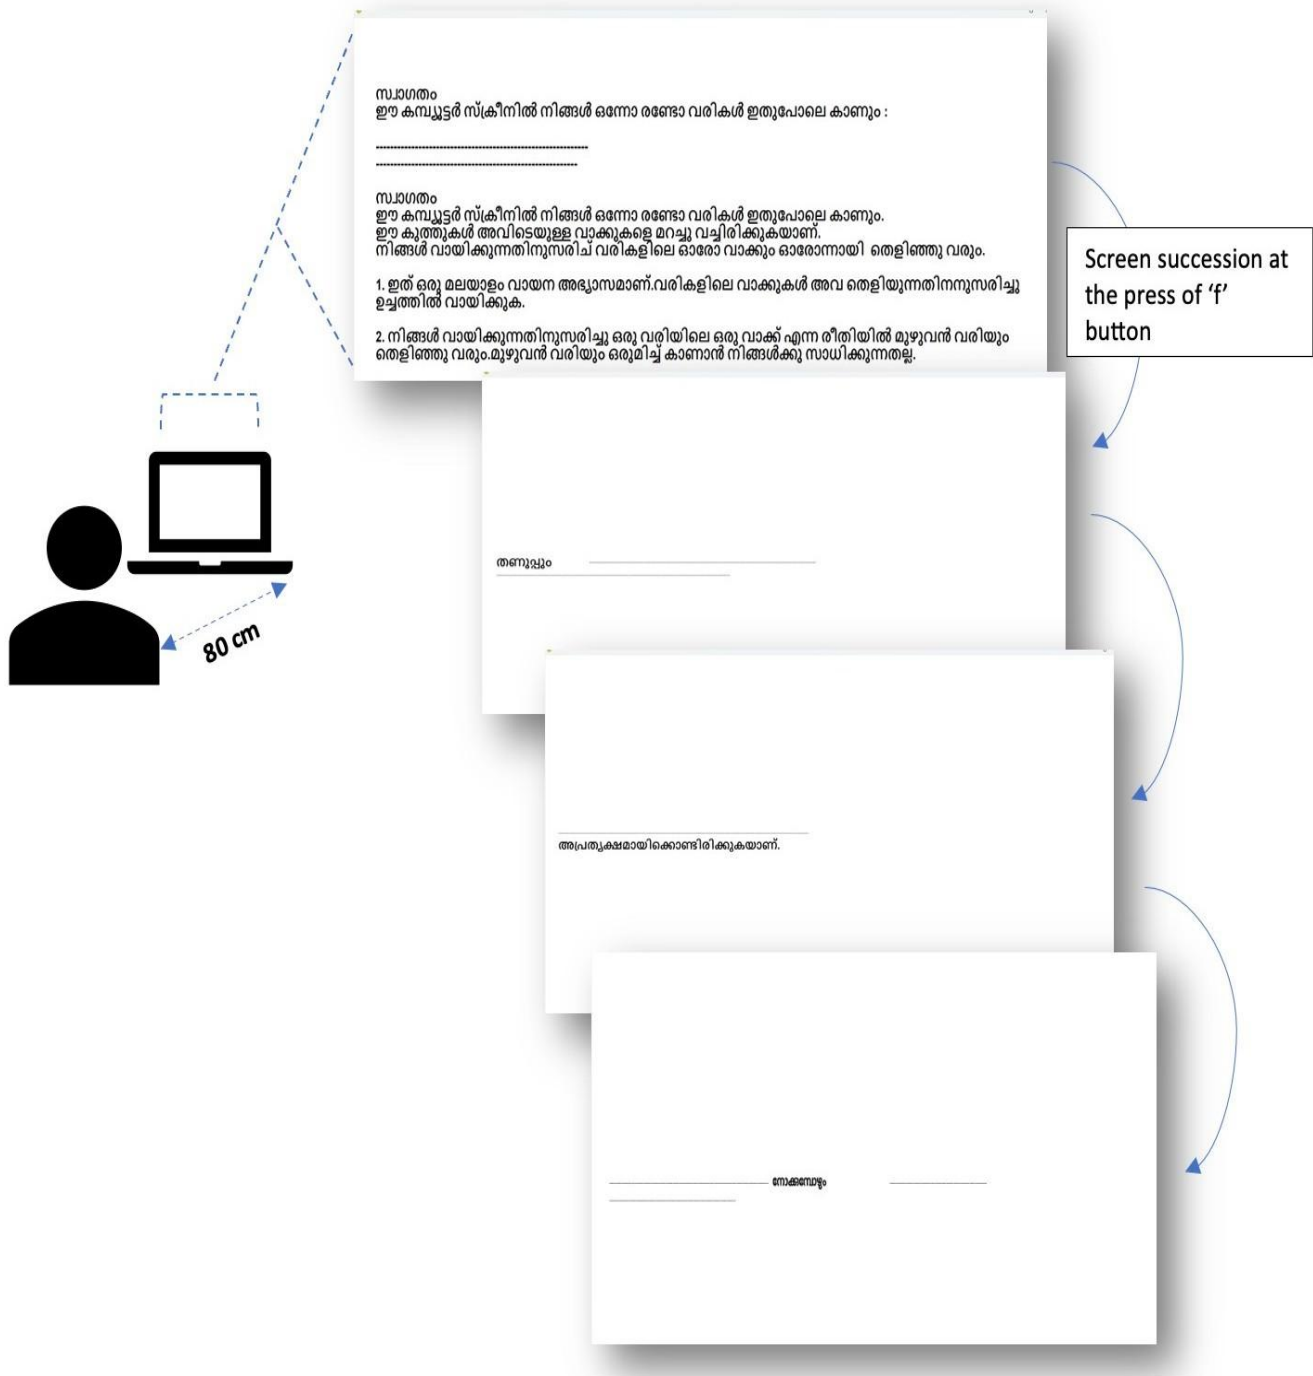 സ്വാഗതം
ഈ കമ്പ്യൂട്ടർ സ്ക്രീനിൽ നിങ്ങൾ ഒന്നോ രണ്ടോ വരികൾ ഇതുപോലെ കാണും :
------------------------------------------------------------
---------------------------------------------------------
സ്വാഗതം
ഈ കമ്പ്യൂട്ടർ സ്ക്രീനിൽ നിങ്ങൾ ഒന്നോ രണ്ടോ വരികൾ ഇതുപോലെ കാണും.
ഈ കുത്തുകൾ അവിടെയുള്ള വാക്കുകളെ മറച്ചു വച്ചിരിക്കുകയാണ്.
നിങ്ങൾ വായിക്കുന്നതിനുസരിച് വരികളിലെ ഓരോ വാക്കും ഓരോന്നായി തെളിഞ്ഞു വരും.
1. ഇത് ഒരു മലയാളം വായന അഭ്യാസമാണ്.വരികളിലെ വാക്കുകൾ അവ തെളിയുന്നതിനനുസരിച്ചു
ഉച്ചത്തിൽ വായിക്കുക.
2. നിങ്ങൾ വായിക്കുന്നതിനുസരിച്ചു ഒരു വരിയിലെ ഒരു വാക്ക് എന്ന രീതിയിൽ മുഴുവൻ വരിയും
തെളിഞ്ഞു വരും.മുഴുവൻ വരിയും ഒരുമിച്ച് കാണാൻ നിങ്ങൾക്കു സാധിക്കുന്നതല്ല.
Screen succession at
the press of ‘f’
button
തണുപ്പും
80 cm
അപ്രത്യക്ഷമായിക്കൊണ്ടിരിക്കുകയാണ്.
നോക്കുമ്പോഴും